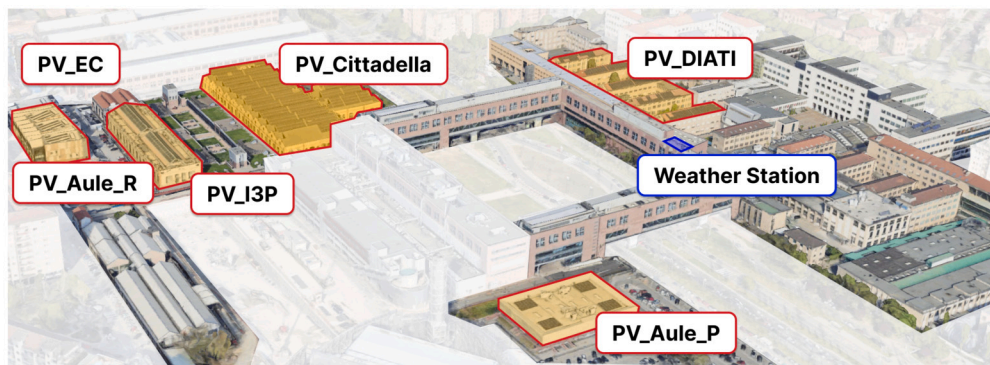 PV_EC
PV_Cittadella
PV_DIATI
PV_Aule_R
PV_I3P
Weather Station
PV_Aule_P